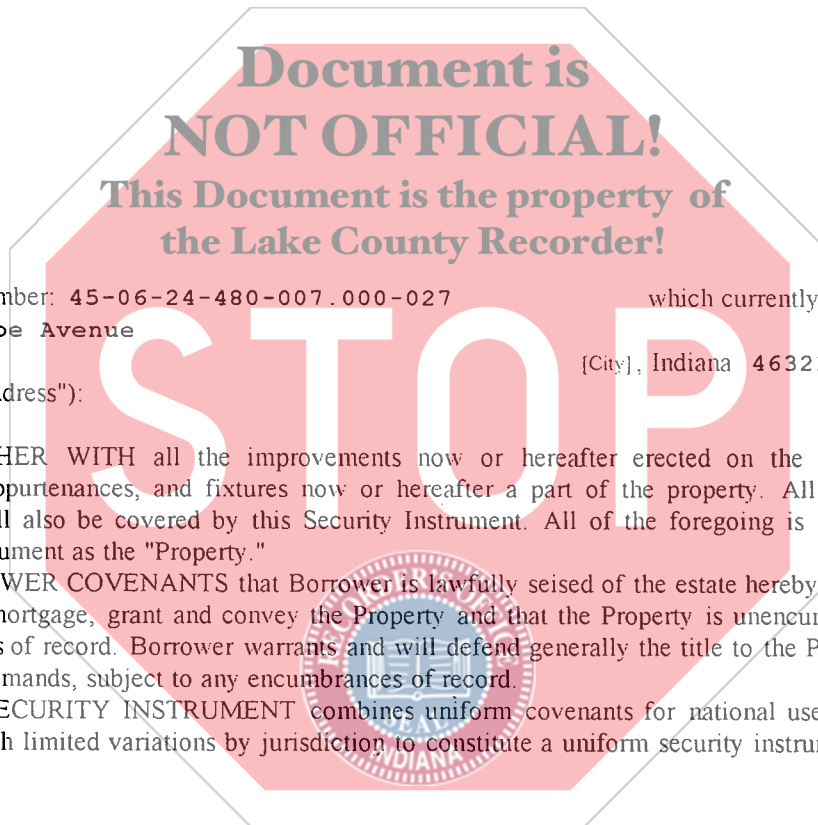 Document is
NOT OFFICIAL!
This Document is the property of
the Lake County Recorder!
mber: 45-06-24-480-007.000-027 which currently
oe Avenue
[City], Indiana 4632
dress"):
STOP
HER WITH all the improvements now or hereafter erected on the
ppurtenances, and fixtures now or hereafter a part of the property. All
ll also be covered by this Security Instrument. All of the foregoing is
ument as the "Property."
WER COVENANTS that Borrower is lawfully seised of the estate hereby
mortgage, grant and convey the Property and that the Property is unencu
s of record. Borrower warrants and will defend generally the title to the P
mands, subject to any encumbrances of record.
ECURITY INSTRUMENT combines uniform covenants for national use
h limited variations by jurisdiction to constitute a uniform security instru
RECORDER'S OFFICE
SEAL
INDIANA